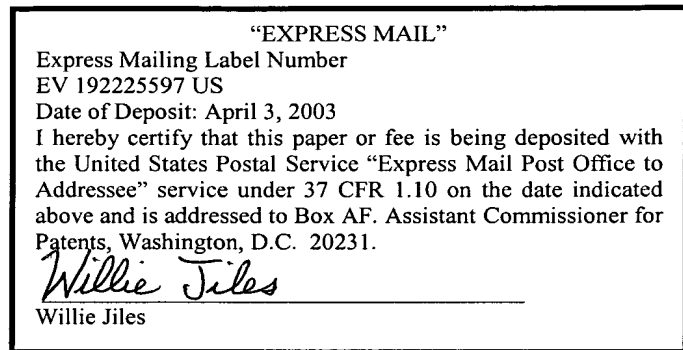 “EXPRESS MAIL”
Express Mailing Label Number
EV 192225597 US
Date of Deposit: April 3, 2003
I hereby certify that this paper or fee is being deposited with
the United States Postal Service “Express Mail Post Office to
Addressee” service under 37 CFR 1.10 on the date indicated
above and is addressed to Box AF. Assistant Commissioner for
Patents, Washington, D.C. 20231.
Willie Jiles
Willie Jiles